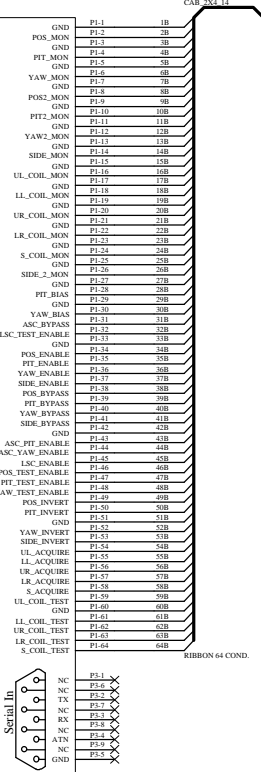 CAB_2X4_14
GND P1-1 1B
POS_MON P1-2 2B
GND P1-3 3B
PIT_MON P1-4 4B
GND P1-5 5B
YAW_MON P1-6 6B
GND P1-7 7B
POS2_MON P1-8 8B
GND P1-9 9B
PIT2_MON P1-10 10B
GND P1-11 11B
YAW2_MON P1-12 12B
GND P1-13 13B
SIDE_MON P1-14 14B
GND P1-15 15B
UL_COIL_MON P1-16 16B
GND P1-17 17B
LL_COIL_MON P1-18 18B
GND P1-19 19B
UR_COIL_MON P1-20 20B
GND P1-21 21B
LR_COIL_MON P1-22 22B
GND P1-23 23B
S_COIL_MON P1-24 24B
GND P1-25 25B
SIDE_2_MON P1-26 26B
GND P1-27 27B
PIT_BIAS P1-28 28B
GND P1-29 29B
YAW_BIAS P1-30 30B
ASC_BYPASS P1-31 31B
LSC_TEST_ENABLE P1-32 32B
GND P1-33 33B
POS_ENABLE P1-34 34B
PIT_ENABLE P1-35 35B
YAW_ENABLE P1-36 36B
SIDE_ENABLE P1-37 37B
POS_BYPASS P1-38 38B
PIT_BYPASS P1-39 39B
YAW_BYPASS P1-40 40B
SIDE_BYPASS P1-41 41B
GND P1-42 42B
ASC_PIT_ENABLE P1-43 43B
ASC_YAW_ENABLE P1-44 44B
LSC_ENABLE P1-45 45B
POS_TEST_ENABLE P1-46 46B
PIT_TEST_ENABLE P1-47 47B
AW_TEST_ENABLE P1-48 48B
POS_INVERT P1-49 49B
PIT_INVERT P1-50 50B
GND P1-51 51B
YAW_INVERT P1-52 52B
SIDE_INVERT P1-53 53B
UL_ACQUIRE P1-54 54B
LL_ACQUIRE P1-55 55B
UR_ACQUIRE P1-56 56B
LR_ACQUIRE P1-57 57B
S_ACQUIRE P1-58 58B
UL_COIL_TEST P1-59 59B
GND P1-60 60B
LL_COIL_TEST P1-61 61B
UR_COIL_TEST P1-62 62B
LR_COIL_TEST P1-63 63B
S_COIL_TEST P1-64 64B
RIBBON 64 COND.
Serial In
NC P3-1
NC P3-6
TX P3-2
NC P3-7
RX P3-3
NC P3-8
ATN P3-4
NC P3-9
GND P3-5